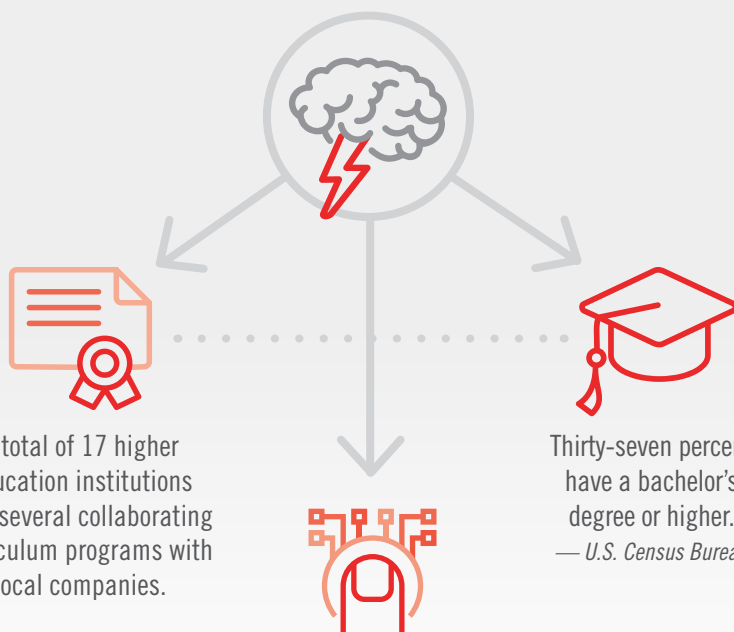 total of 17 higher
ucation institutions
several collaborating
culum programs with
ocal companies.
Thirty-seven perce
have a bachelor's
degree or higher.
— U.S. Census Burea